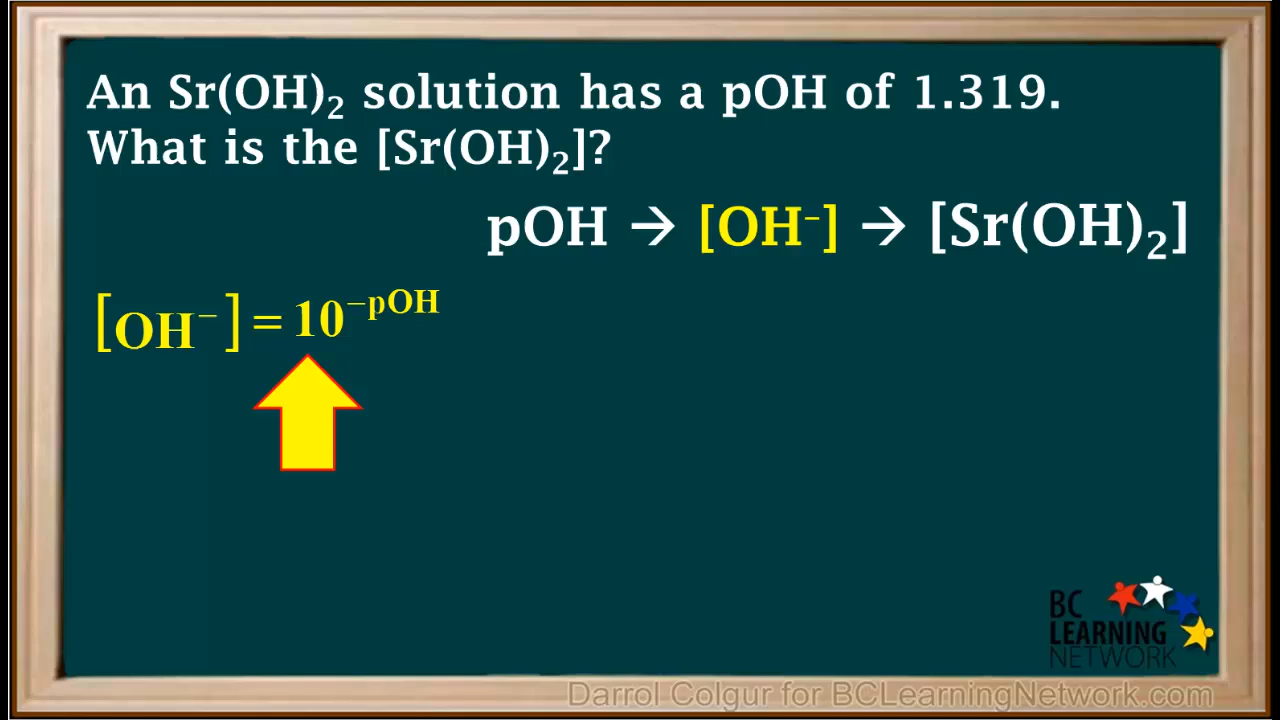 An Sr(OH)₂ solution has a pOH of 1.319.
What is the [Sr(OH)₂]?
pOH → [OH⁻] → [Sr(OH)₂]
[OH⁻] = 10⁻ᵖᴼᴴ
BC
LEARNING
NETWORK
Darrol Colgur for BCLearningNetwork.com